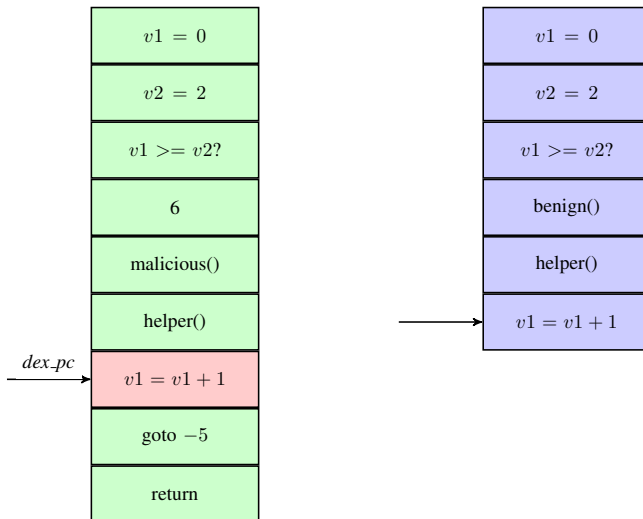 v1 = 0
v2 = 2
v1 >= v2?
6
malicious()
helper()
dex_pc
v1 = v1 + 1
goto −5
return
v1 = 0
v2 = 2
v1 >= v2?
benign()
helper()
v1 = v1 + 1